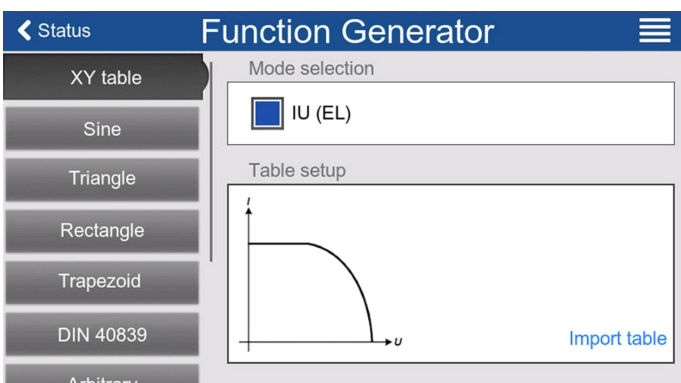 Status
Function Generator
XY table
Sine
Triangle
Rectangle
Trapezoid
DIN 40839
Arbitrary
Mode selection
IU (EL)
Table setup
I
U
Import table